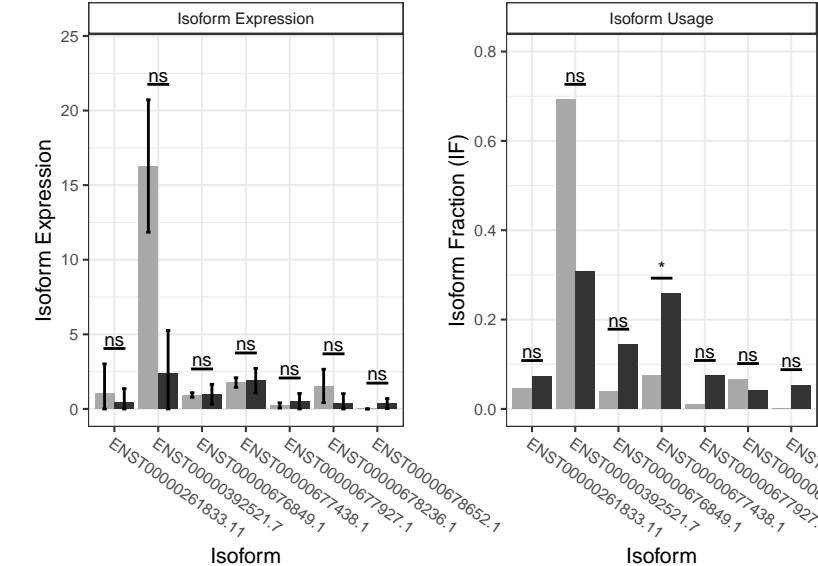 Isoform Expression
Isoform Usage
25
20
15
10
5
0
Isoform Expression
ns
ns
ns
ns
ns
ns
ns
ENST00000261833.11
ENST00000392521.7
ENST00000676849.1
ENST00000677438.1
ENST00000677927.1
ENST00000678236.1
ENST00000678652.1
Isoform
0.8
0.6
0.4
0.2
0.0
Isoform Fraction (IF)
ns
ns
ns
*
ns
ns
ns
ENST00000261833.11
ENST00000392521.7
ENST00000676849.1
ENST00000677438.1
ENST00000677927.
Isoform